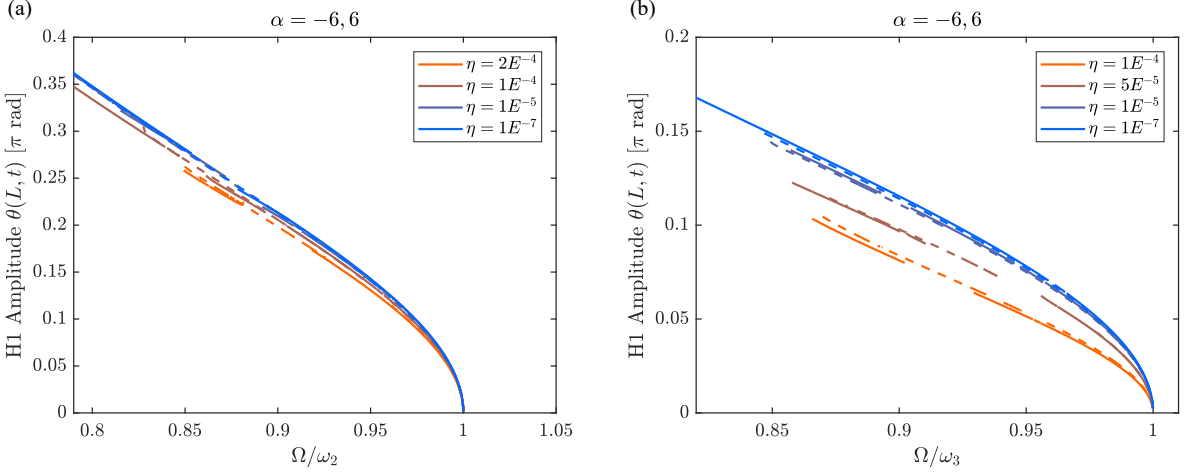 (a)
α = −6, 6
H1 Amplitude θ(L, t) [π rad]
0.4
0.35
0.3
0.25
0.2
0.15
0.1
0.05
0
η = 2E⁻⁴
η = 1E⁻⁴
η = 1E⁻⁵
η = 1E⁻⁷
0.8
0.85
0.9
0.95
1
1.05
Ω/ω₂
(b)
α = −6, 6
H1 Amplitude θ(L, t) [π rad]
0.2
0.15
0.1
0.05
0
η = 1E⁻⁴
η = 5E⁻⁵
η = 1E⁻⁵
η = 1E⁻⁷
0.85
0.9
0.95
1
Ω/ω₃